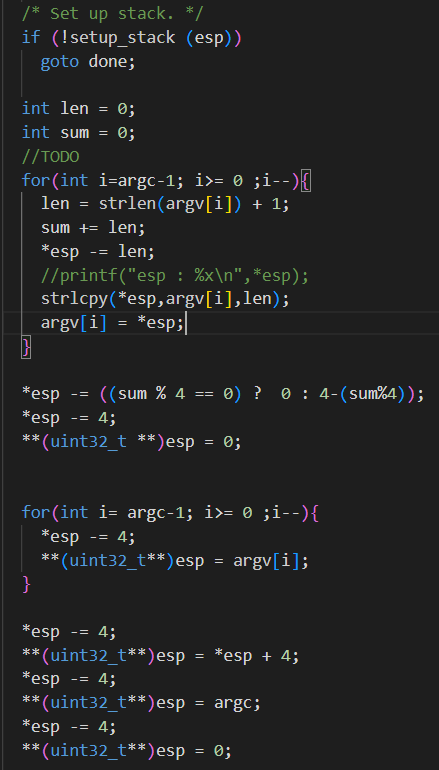 /* Set up stack. */
if (!setup_stack (esp))
goto done;
int len = 0;
int sum = 0;
//TODO
for(int i=argc-1; i>= 0 ;i--){
len = strlen(argv[i]) + 1;
sum += len;
*esp -= len;
//printf("esp : %x\n",*esp);
strlcpy(*esp,argv[i],len);
argv[i] = *esp;
}
*esp -= ((sum % 4 == 0) ?  0 : 4-(sum%4));
*esp -= 4;
**(uint32_t **)esp = 0;
for(int i= argc-1; i>= 0 ;i--){
*esp -= 4;
**(uint32_t**)esp = argv[i];
}
*esp -= 4;
**(uint32_t**)esp = *esp + 4;
*esp -= 4;
**(uint32_t**)esp = argc;
*esp -= 4;
**(uint32_t**)esp = 0;